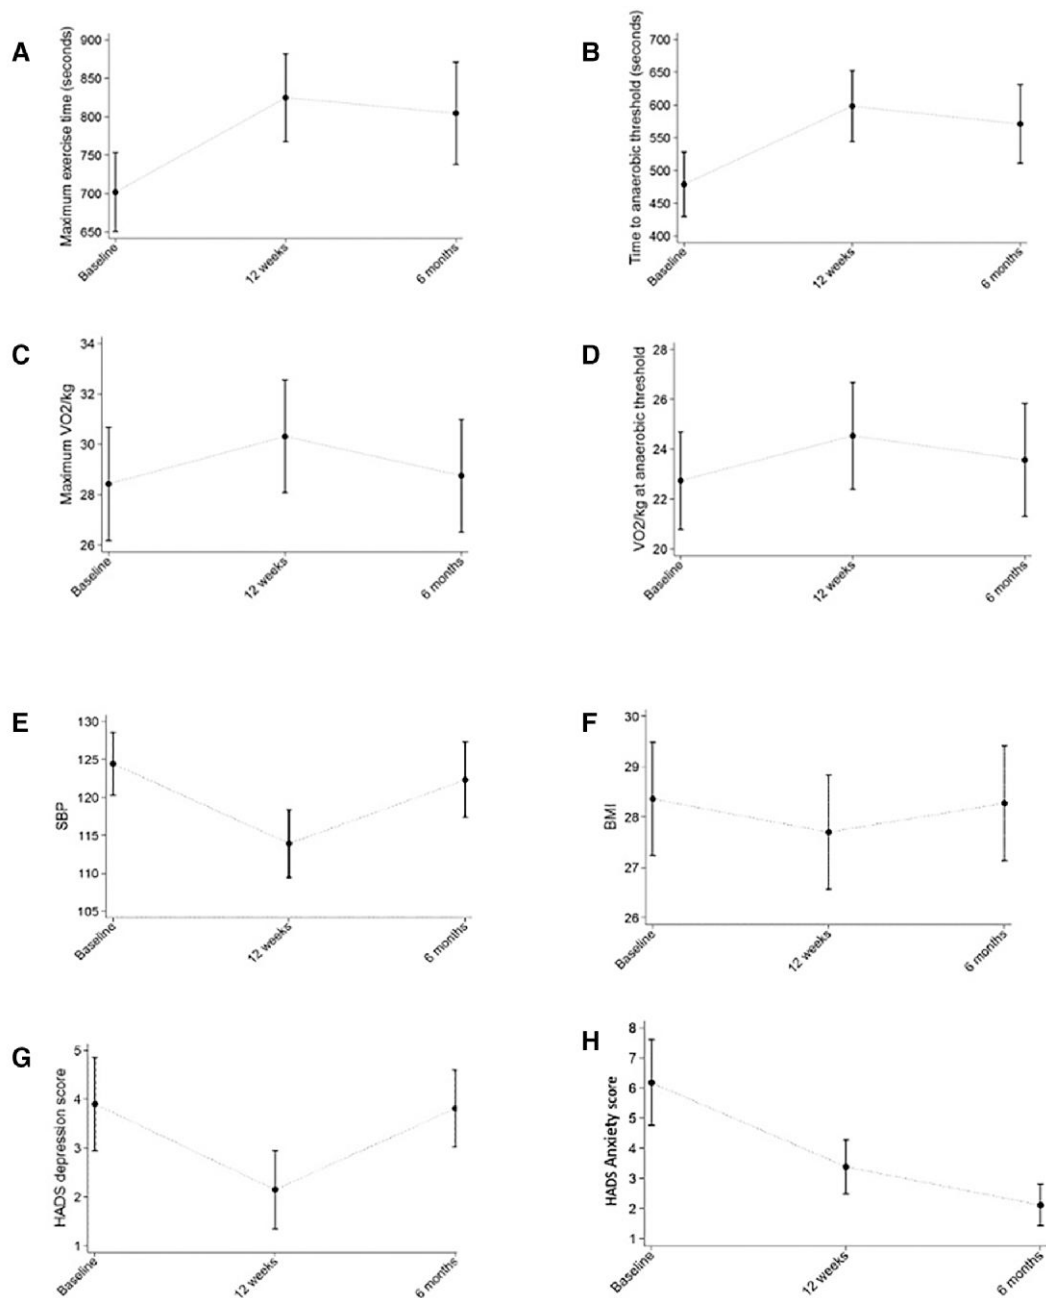 A
Maximum exercise time (seconds)
900
850
800
750
700
650
Baseline
12 weeks
6 months
B
Time to anaerobic threshold (seconds)
700
650
600
550
500
450
400
Baseline
12 weeks
6 months
C
Maximum VO2/kg
34
32
30
28
26
Baseline
12 weeks
6 months
D
VO2/kg at anaerobic threshold
28
26
24
22
20
Baseline
12 weeks
6 months
E
SBP
130
125
120
115
110
105
Baseline
12 weeks
6 months
F
BMI
30
29
28
27
26
Baseline
12 weeks
6 months
G
HADS depression score
5
4
3
2
1
Baseline
12 weeks
6 months
H
HADS Anxiety score
8
7
6
5
4
3
2
1
Baseline
12 weeks
6 months